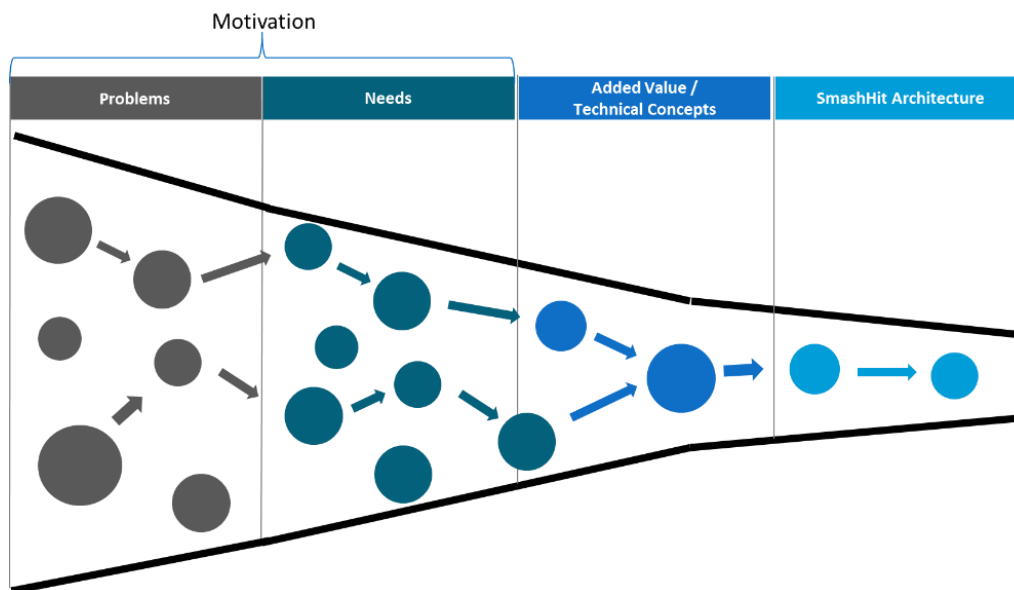 Motivation
Problems
Needs
Added Value /
Technical Concepts
SmashHit Architecture